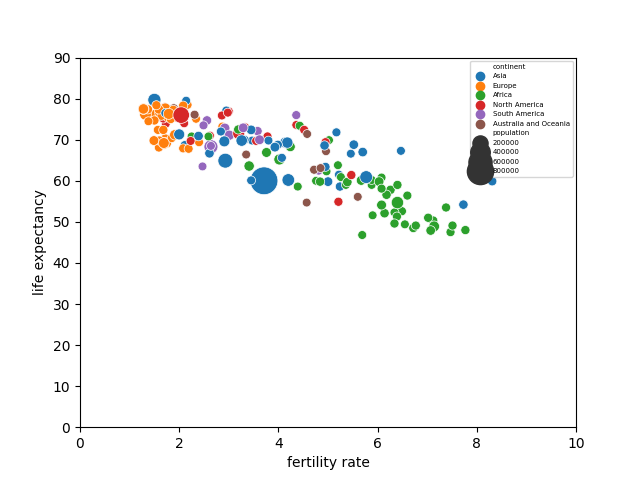 90
80
70
60
50
40
30
20
10
0
life expectancy
0 2 4 6 8 10
fertility rate
continent
Asia
Europe
Africa
North America
South America
Australia and Oceania
population
200000
400000
600000
800000